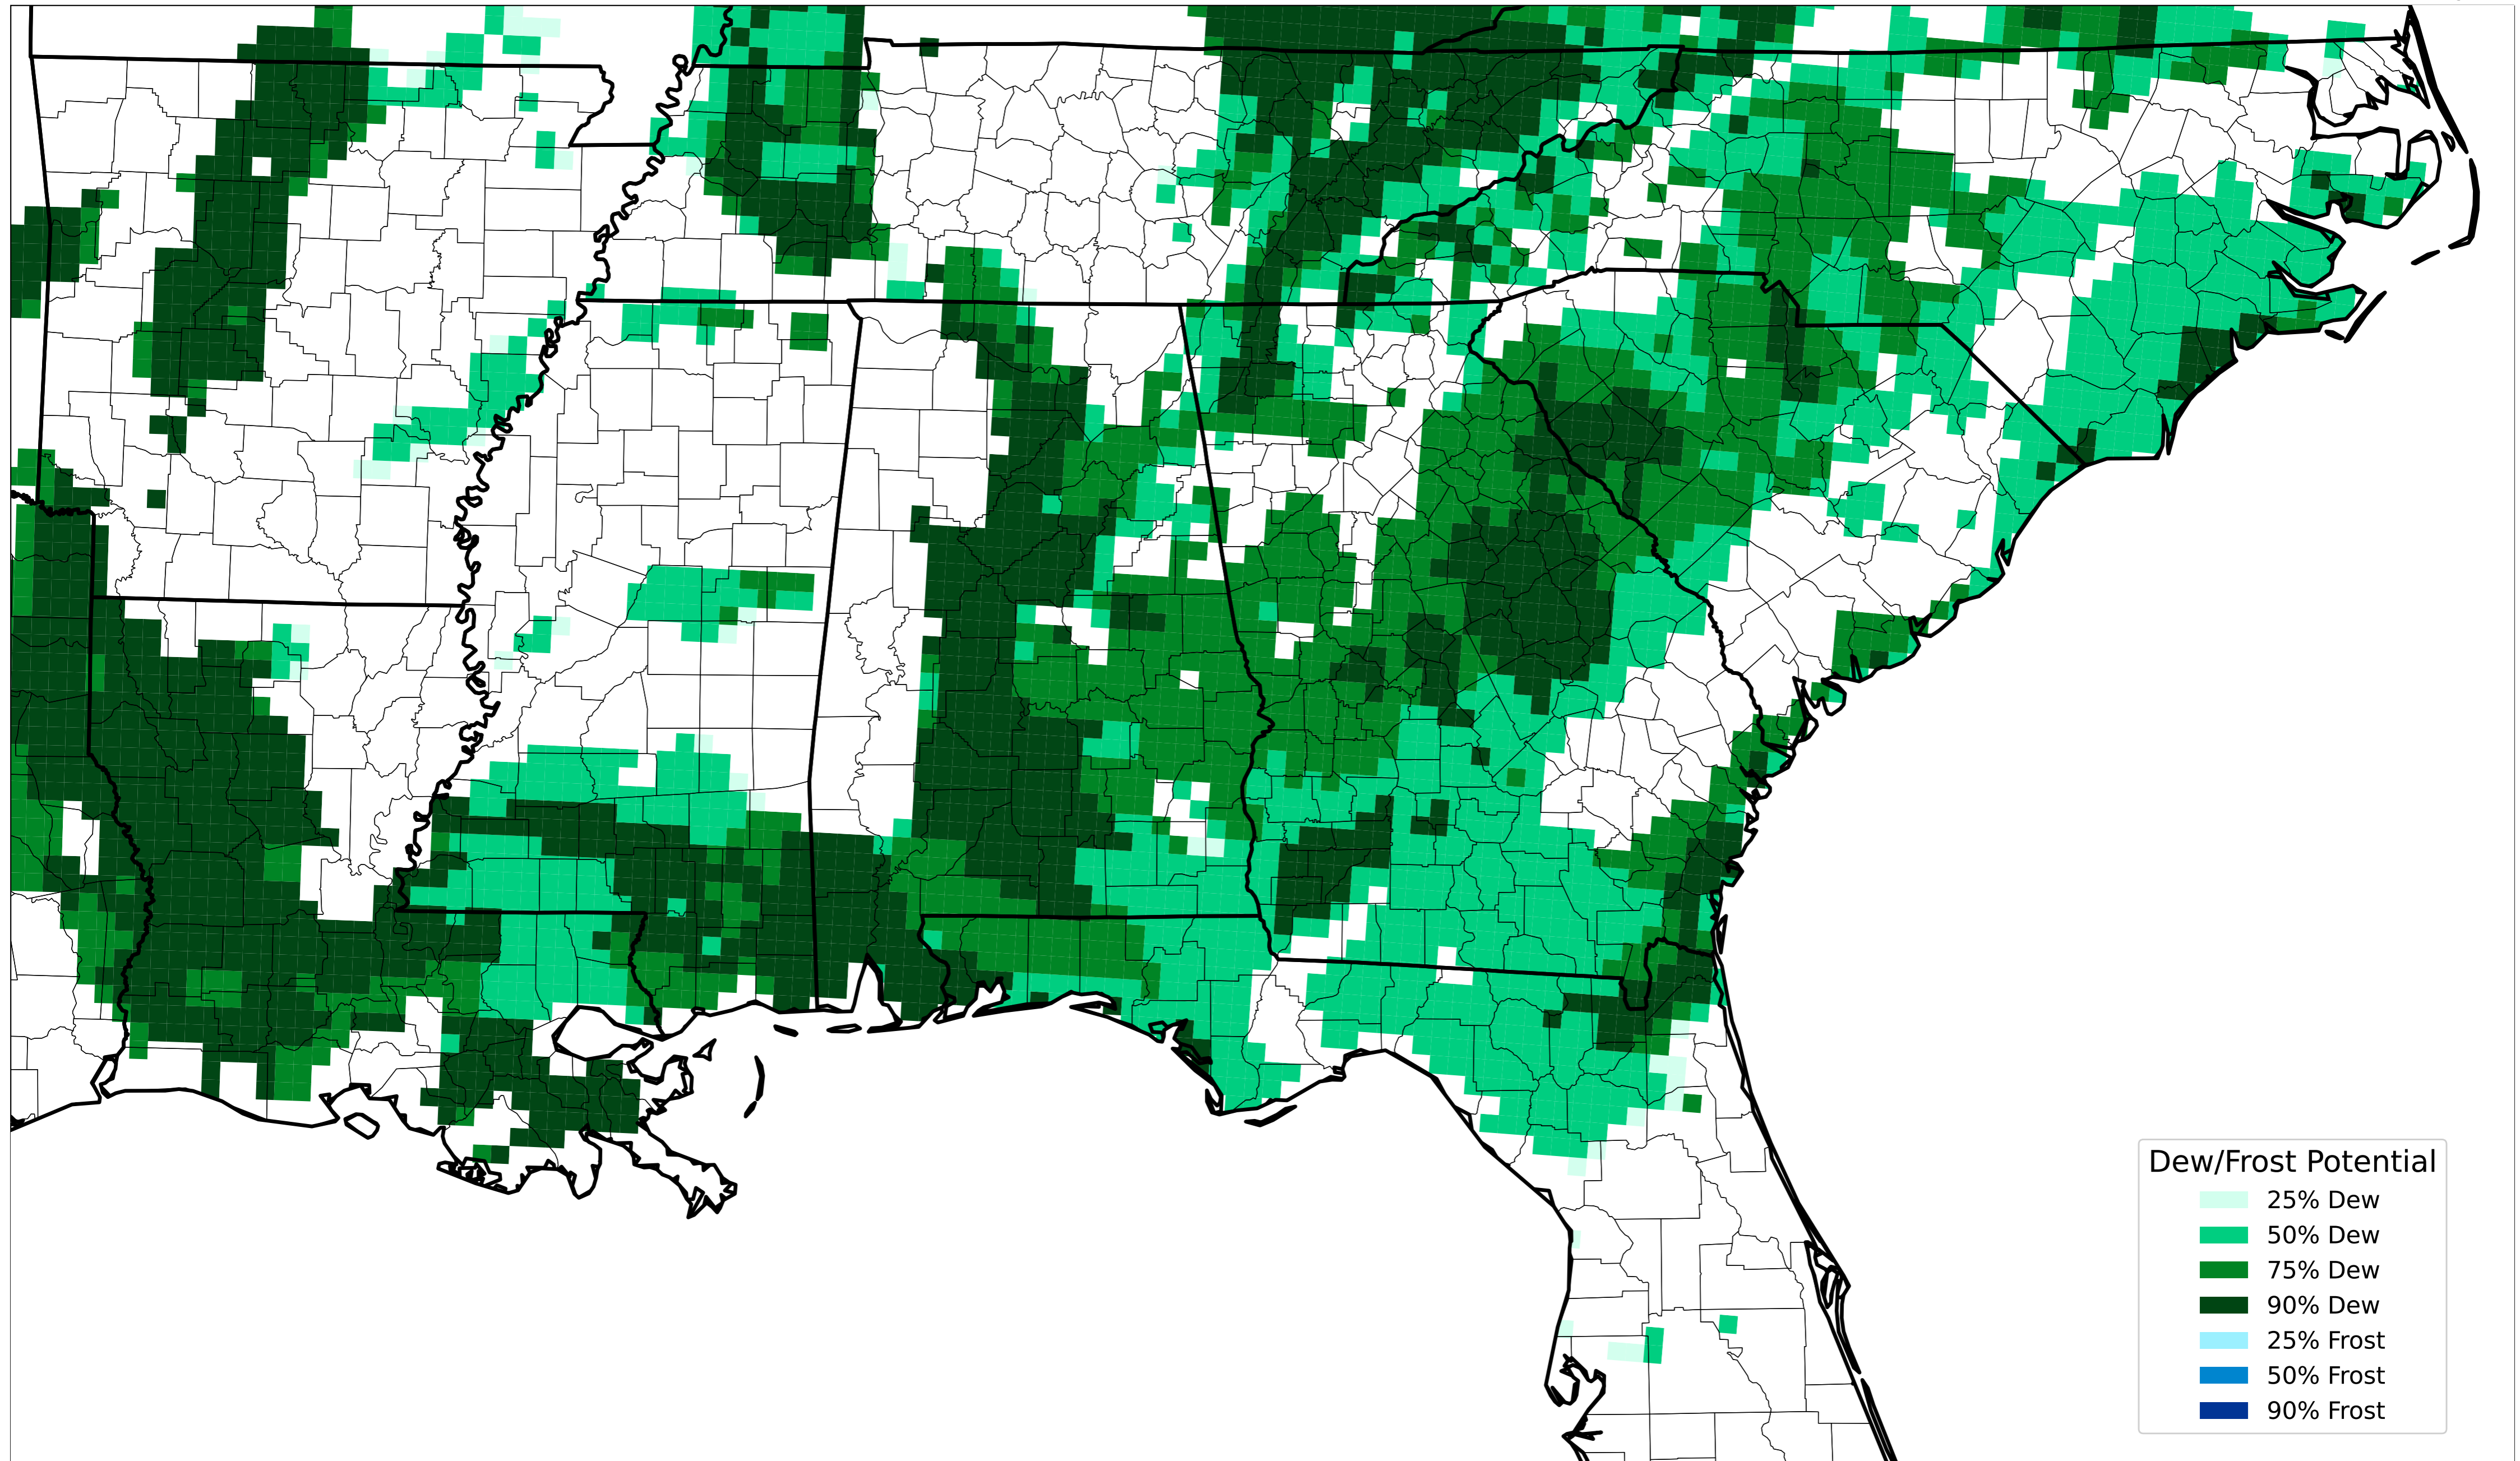 Dew/Frost Potential
25% Dew
50% Dew
75% Dew
90% Dew
25% Frost
50% Frost
90% Frost